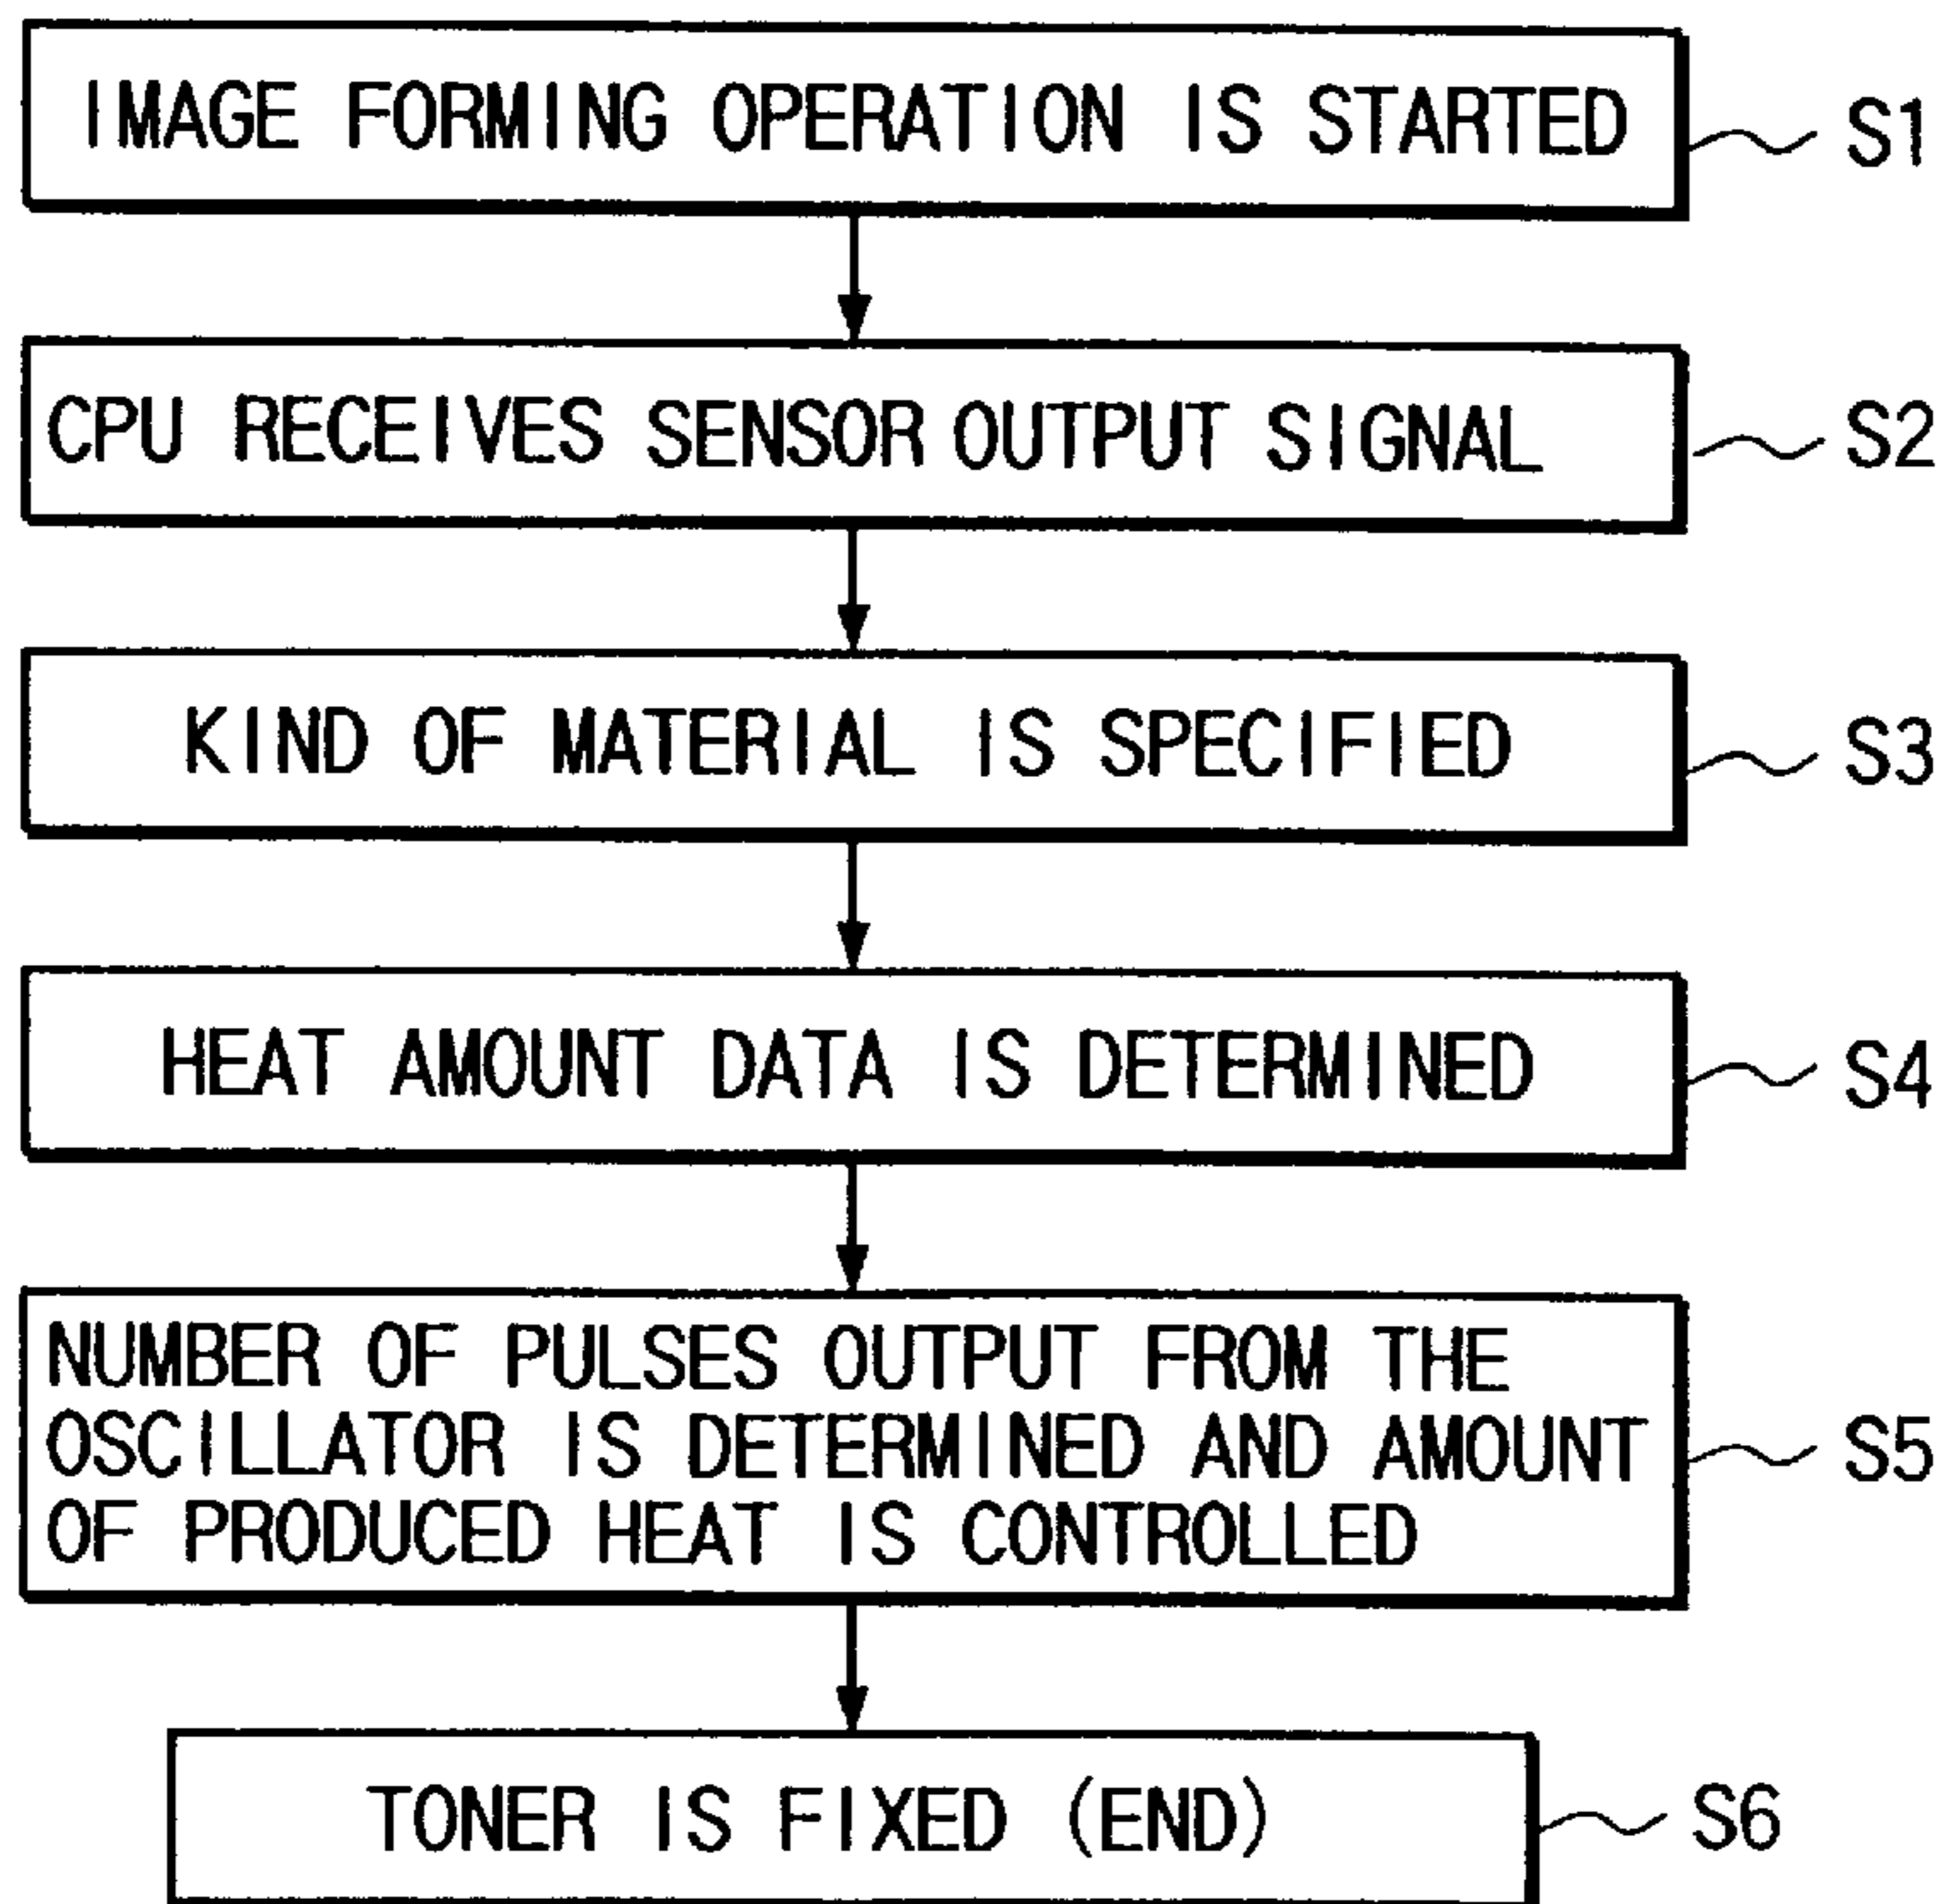 IMAGE FORMING OPERATION IS STARTED
S1
CPU RECEIVES SENSOR OUTPUT SIGNAL
S2
KIND OF MATERIAL IS SPECIFIED
S3
HEAT AMOUNT DATA IS DETERMINED
S4
NUMBER OF PULSES OUTPUT FROM THE
OSCILLATOR IS DETERMINED AND AMOUNT
OF PRODUCED HEAT IS CONTROLLED
S5
TONER IS FIXED (END)
S6